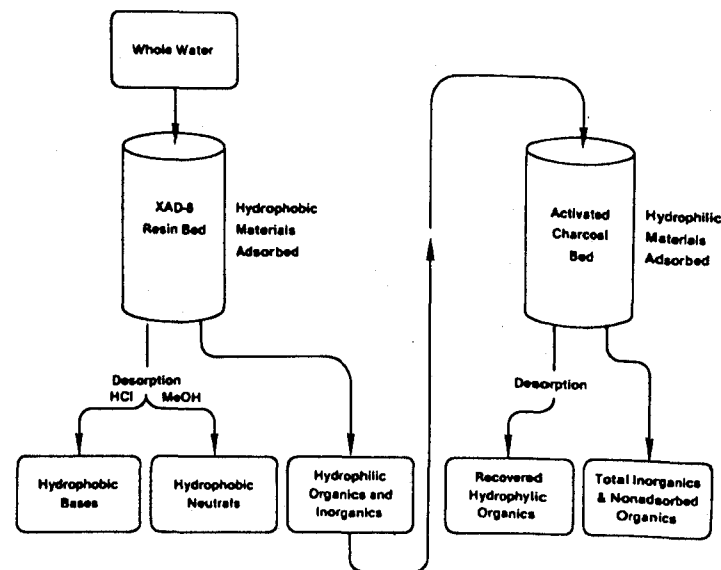 Whole Water
XAD-8
Resin Bed
Hydrophobic
Materials
Adsorbed
Desorption
HCl MeOH
Hydrophobic
Bases
Hydrophobic
Neutrals
Hydrophilic
Organics and
Inorganics
Activated
Charcoal
Bed
Hydrophilic
Materials
Adsorbed
Desorption
Recovered
Hydrophylic
Organics
Total Inorganics
& Nonadsorbed
Organics